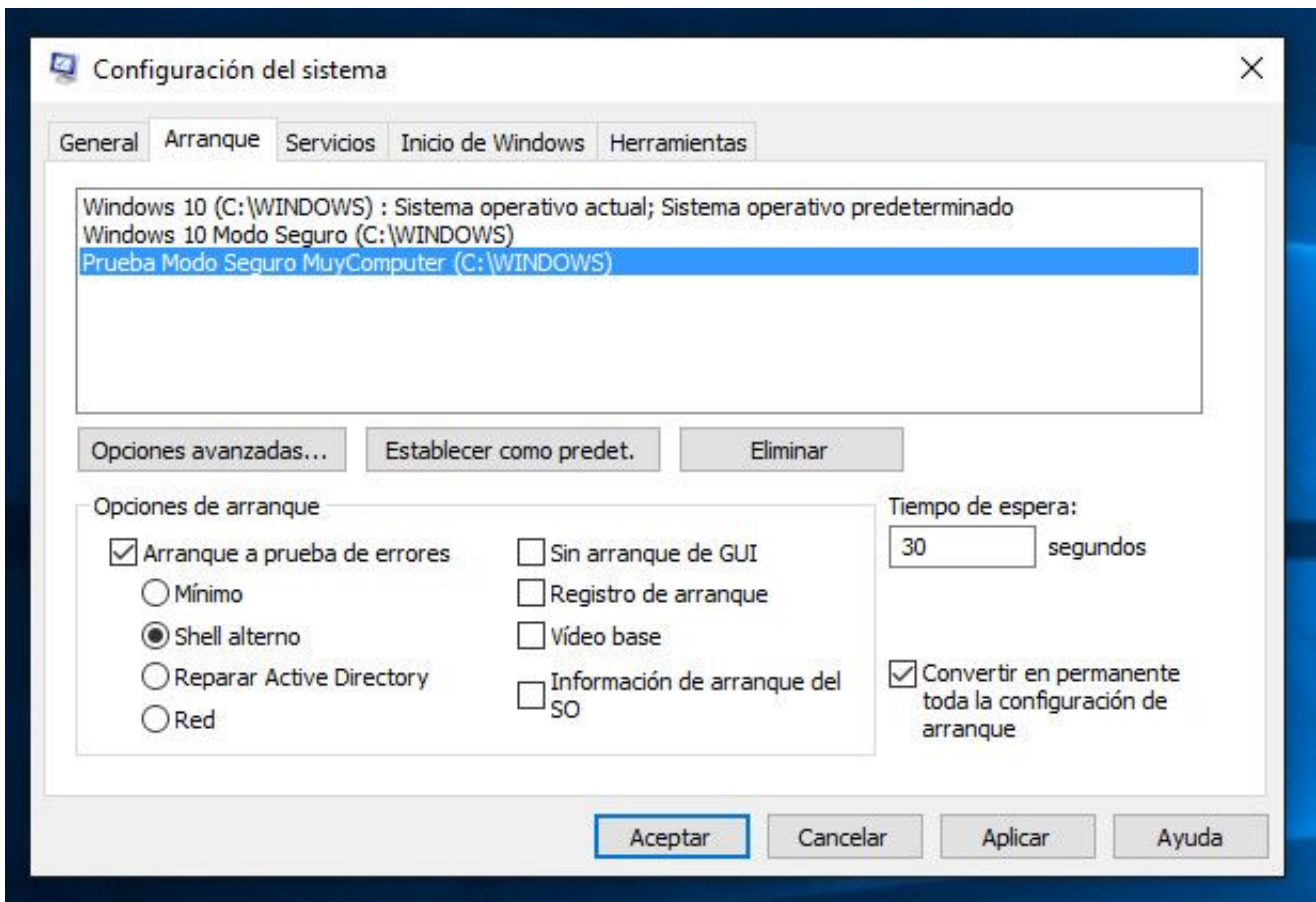 Configuración del sistema
General Arranque Servicios Inicio de Windows Herramientas
Windows 10 (C:\WINDOWS) : Sistema operativo actual; Sistema operativo predeterminado
Windows 10 Modo Seguro (C:\WINDOWS)
Prueba Modo Seguro MuyComputer (C:\WINDOWS)
Opciones avanzadas... Establecer como predet. Eliminar
Opciones de arranque
Arranque a prueba de errores
Mínimo
Shell alterno
Reparar Active Directory
Red
Sin arranque de GUI
Registro de arranque
Vídeo base
Información de arranque del
SO
Tiempo de espera:
30 segundos
Convertir en permanente
toda la configuración de
arranque
Aceptar Cancelar Aplicar Ayuda